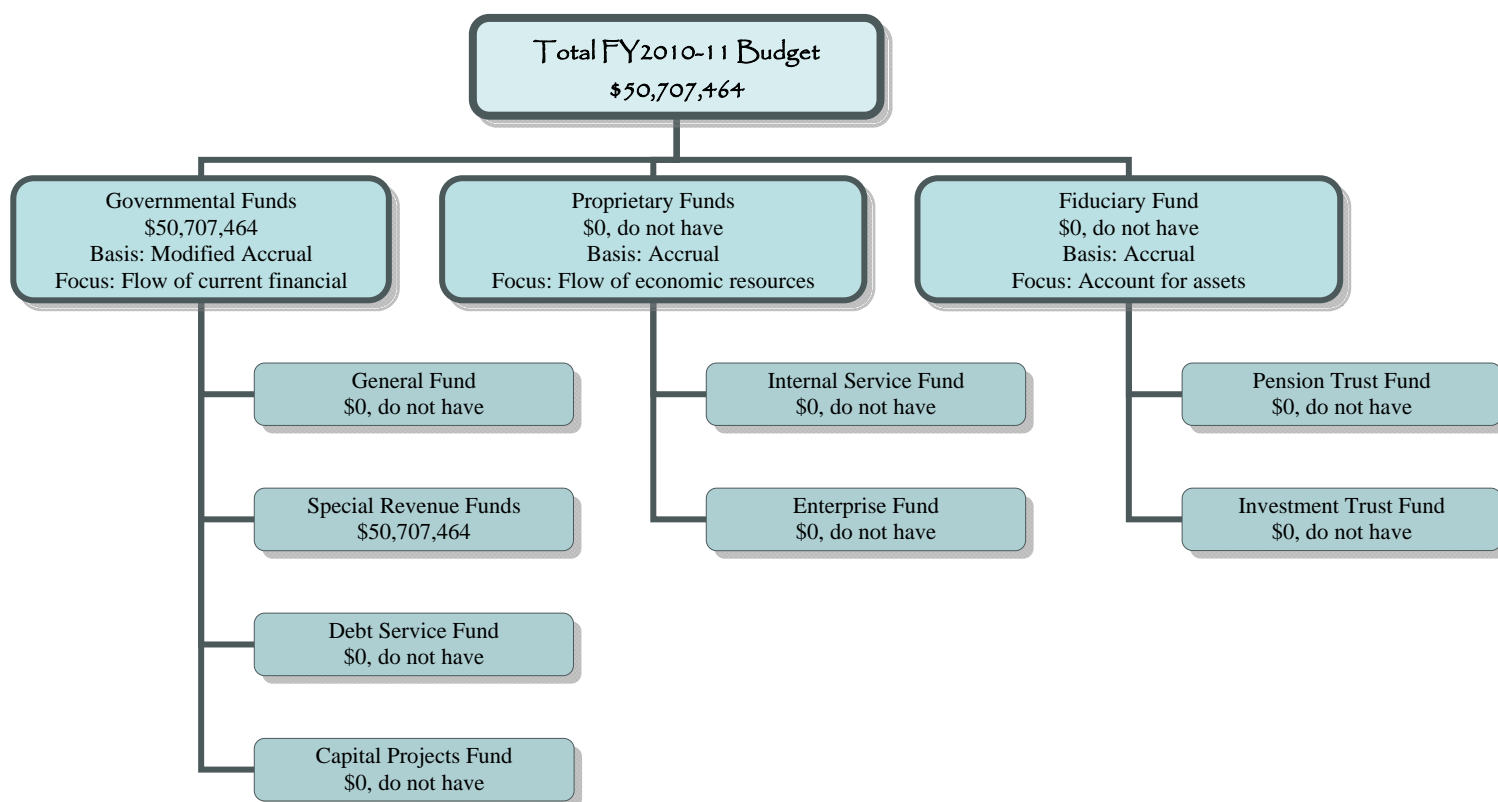 Total FY2010-11 Budget
$50,707,464
Governmental Funds
$50,707,464
Basis: Modified Accrual
Focus: Flow of current financial
Proprietary Funds
$0, do not have
Basis: Accrual
Focus: Flow of economic resources
Fiduciary Fund
$0, do not have
Basis: Accrual
Focus: Account for assets
General Fund
$0, do not have
Special Revenue Funds
$50,707,464
Debt Service Fund
$0, do not have
Capital Projects Fund
$0, do not have
Internal Service Fund
$0, do not have
Enterprise Fund
$0, do not have
Pension Trust Fund
$0, do not have
Investment Trust Fund
$0, do not have